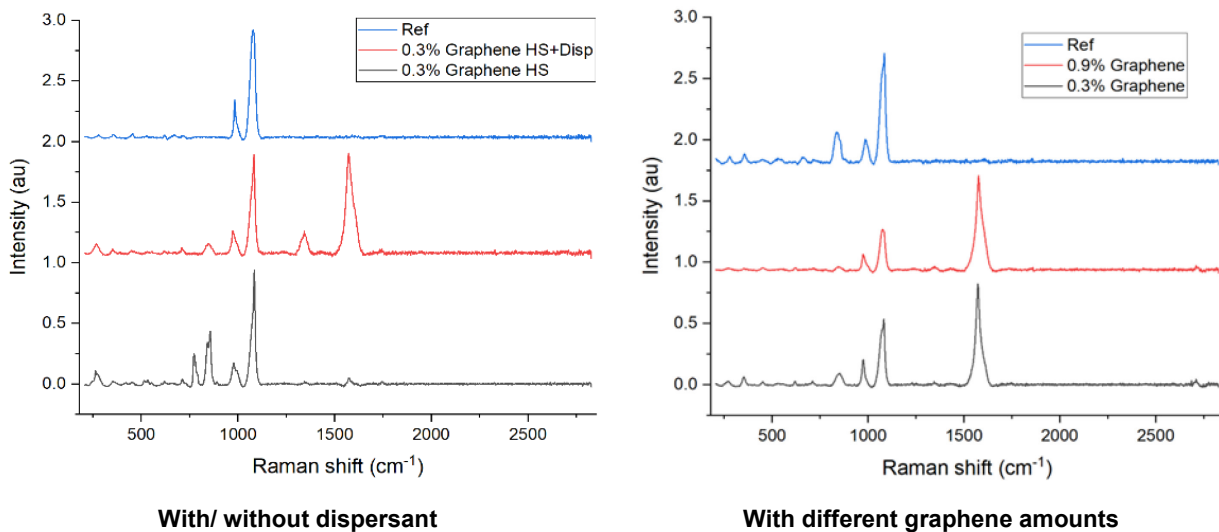 3.0
2.5
2.0
1.5
1.0
0.5
0.0
Intensity (au)
Ref
0.3% Graphene HS+Disp
0.3% Graphene HS
500
1000
1500
2000
2500
Raman shift (cm⁻¹)
With/ without dispersant
3.0
2.5
2.0
1.5
1.0
0.5
0.0
Intensity (au)
Ref
0.9% Graphene
0.3% Graphene
500
1000
1500
2000
2500
Raman shift (cm⁻¹)
With different graphene amounts